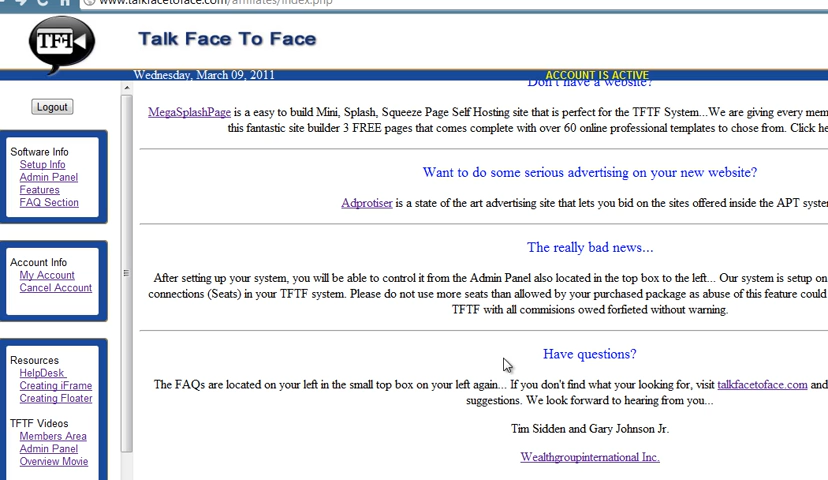 www.talkfacetoface.com/affiliates/index.php
TFF
Talk Face To Face
Wednesday, March 09, 2011
ACCOUNT IS ACTIVE
Logout
Software Info
Setup Info
Admin Panel
Features
FAQ Section
Account Info
My Account
Cancel Account
Resources
HelpDesk
Creating iFrame
Creating Floater
TFTF Videos
Members Area
Admin Panel
Overview Movie
Don't have a website?
MegaSplashPage is a easy to build Mini, Splash, Squeeze Page Self Hosting site that is perfect for the TFTF System...We are giving every mem
this fantastic site builder 3 FREE pages that comes complete with over 60 online professional templates to chose from. Click he
Want to do some serious advertising on your new website?
Adprotiser is a state of the art advertising site that lets you bid on the sites offered inside the APT syste
The really bad news...
After setting up your system, you will be able to control it from the Admin Panel also located in the top box to the left... Our system is setup on
connections (Seats) in your TFTF system. Please do not use more seats than allowed by your purchased package as abuse of this feature could
TFTF with all commisions owed forfieted without warning.
Have questions?
The FAQs are located on your left in the small top box on your left again... If you don't find what your looking for, visit talkfacetoface.com and
suggestions. We look forward to hearing from you...
Tim Sidden and Gary Johnson Jr.
Wealthgroupinternational Inc.